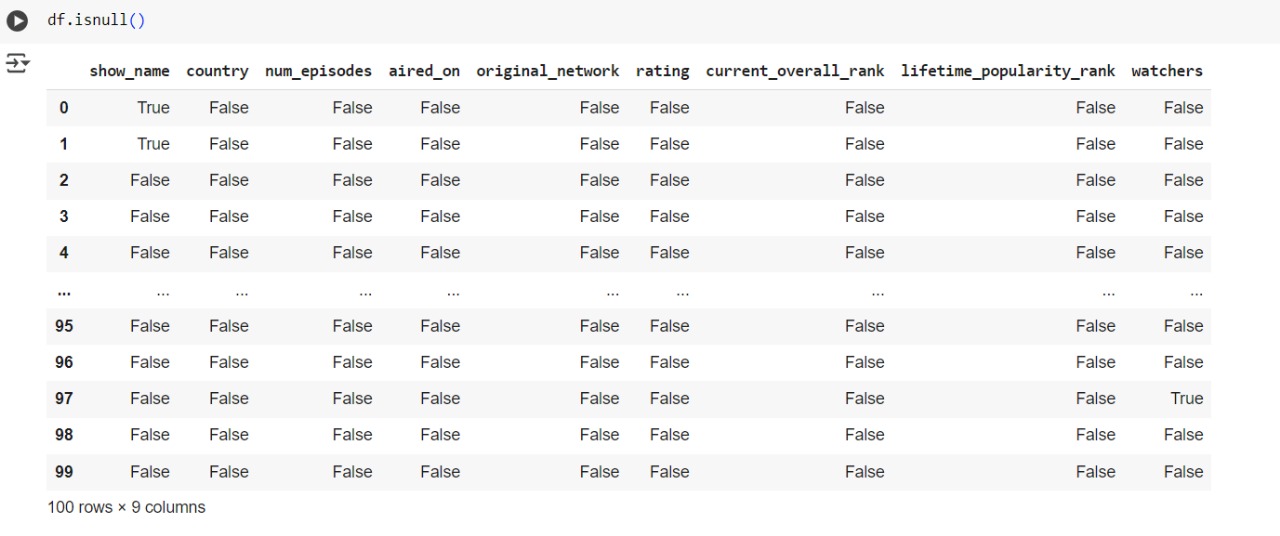 df.isnull()
show_name country num_episodes aired_on original_network rating current_overall_rank lifetime_popularity_rank watchers
0 True False False False False False False False False
1 True False False False False False False False False
2 False False False False False False False False False
3 False False False False False False False False False
4 False False False False False False False False False
... ... ... ... ... ... ... ... ... ...
95 False False False False False False False False False
96 False False False False False False False False False
97 False False False False False False False False True
98 False False False False False False False False False
99 False False False False False False False False False
100 rows × 9 columns